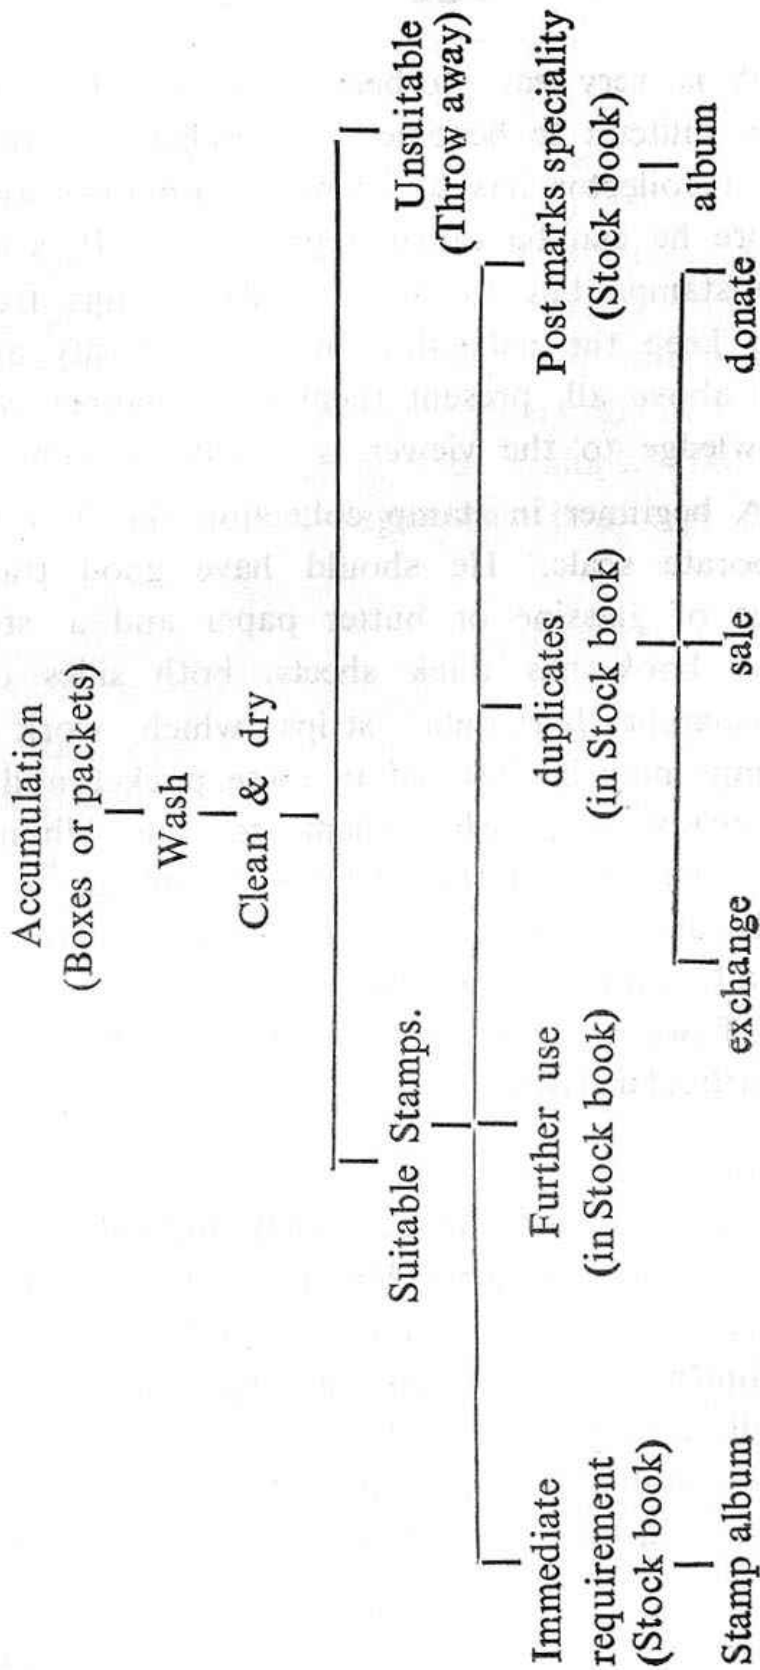 Accumulation
(Boxes or packets)
Wash
Clean & dry
Suitable Stamps.
Unsuitable
(Throw away)
Immediate
requirement
(Stock book)
Stamp album
Further use
(in Stock book)
duplicates
(in Stock book)
exchange
sale
donate
Post marks speciality
(Stock book)
album